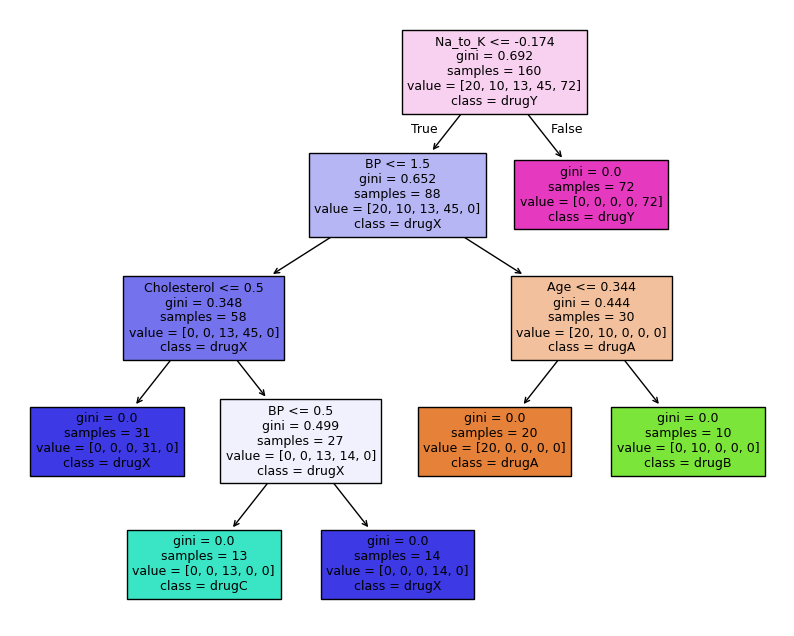 Na_to_K <= -0.174
gini = 0.692
samples = 160
value = [20, 10, 13, 45, 72]
class = drugY
True
False
BP <= 1.5
gini = 0.652
samples = 88
value = [20, 10, 13, 45, 0]
class = drugX
gini = 0.0
samples = 72
value = [0, 0, 0, 0, 72]
class = drugY
Cholesterol <= 0.5
gini = 0.348
samples = 58
value = [0, 0, 13, 45, 0]
class = drugX
Age <= 0.344
gini = 0.444
samples = 30
value = [20, 10, 0, 0, 0]
class = drugA
gini = 0.0
samples = 31
value = [0, 0, 0, 31, 0]
class = drugX
BP <= 0.5
gini = 0.499
samples = 27
value = [0, 0, 13, 14, 0]
class = drugX
gini = 0.0
samples = 20
value = [20, 0, 0, 0, 0]
class = drugA
gini = 0.0
samples = 10
value = [0, 10, 0, 0, 0]
class = drugB
gini = 0.0
samples = 13
value = [0, 0, 13, 0, 0]
class = drugC
gini = 0.0
samples = 14
value = [0, 0, 0, 14, 0]
class = drugX